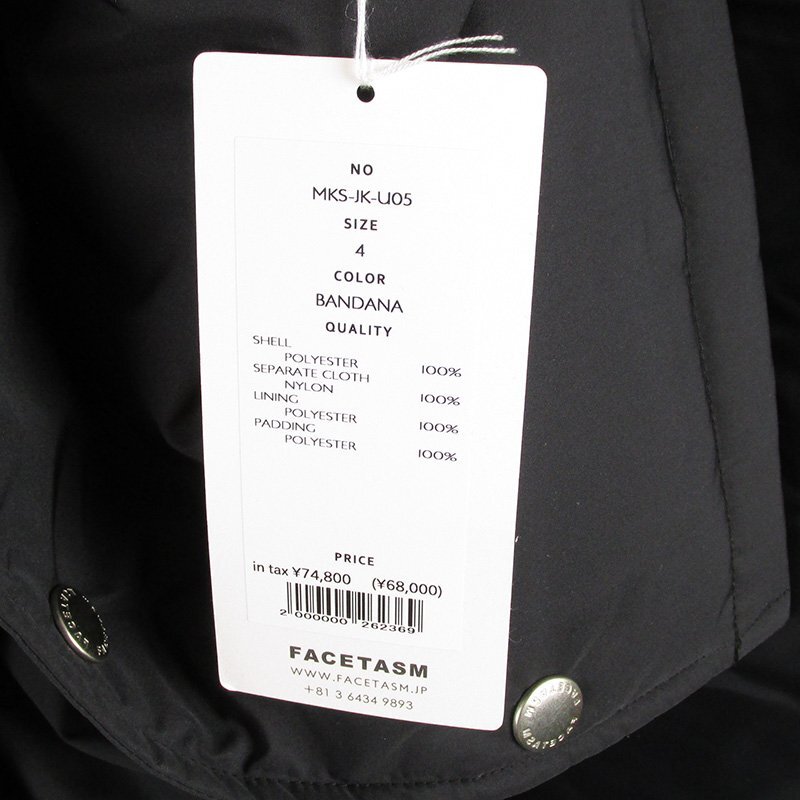 NO
MKS-JK-U05
SIZE
4
COLOR
BANDANA
QUALITY
SHELL
POLYESTER 100%
SEPARATE CLOTH
NYLON 100%
LINING
POLYESTER 100%
PADDING
POLYESTER 100%
PRICE
in tax ¥74,800 (¥68,000)
2 000000 262369
FACETASM
WWW.FACETASM.JP
+81 3 6434 9893
FACETASM